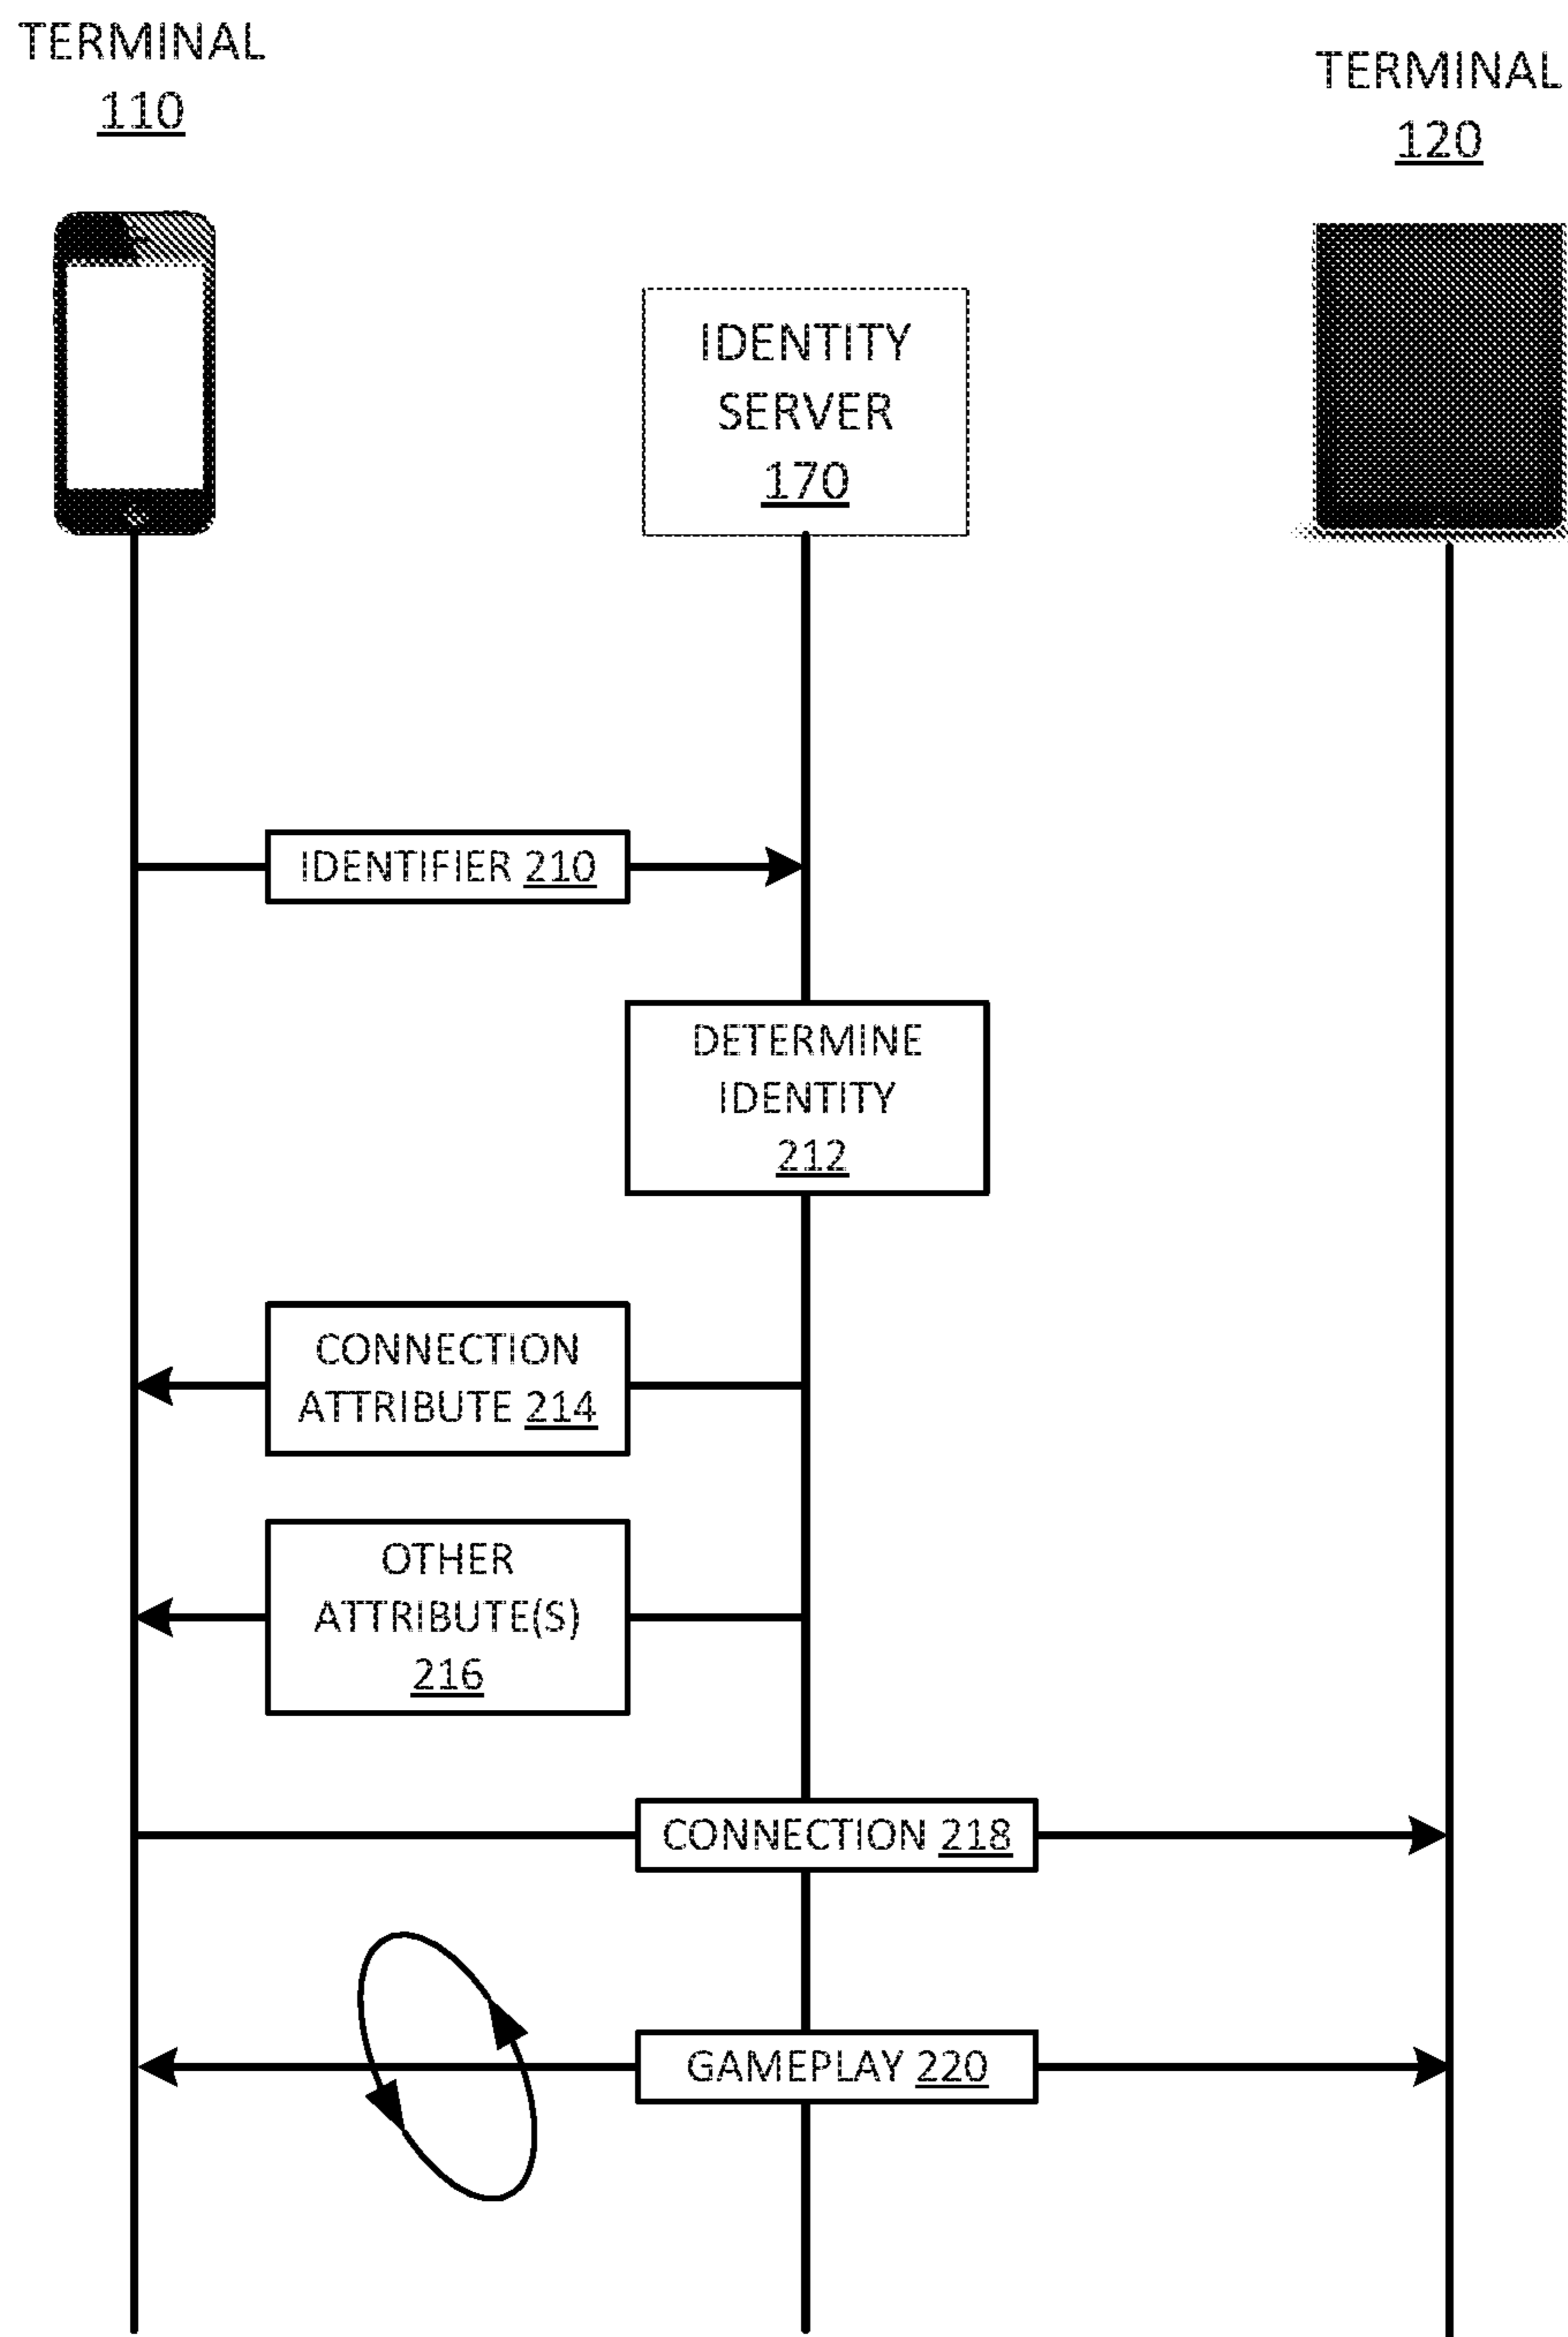 TERMINAL
110
TERMINAL
120
IDENTITY
SERVER
170
IDENTIFIER 210
DETERMINE
IDENTITY
212
CONNECTION
ATTRIBUTE 214
OTHER
ATTRIBUTE(S)
216
CONNECTION 218
GAMEPLAY 220